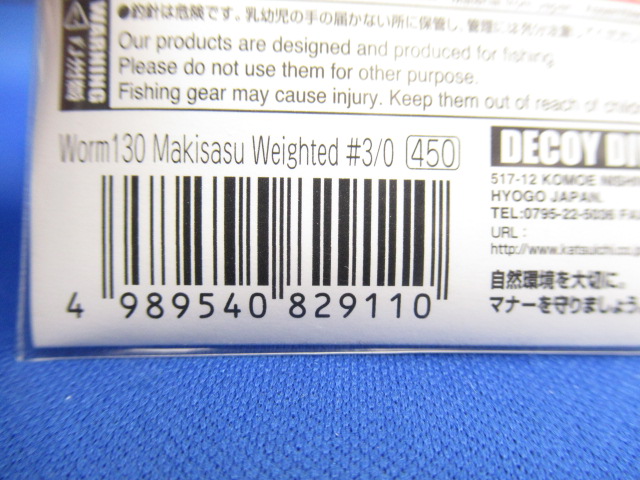 ●釣針は危険です。乳幼児の手の届かない所に保管し、管理には
WARNING
Our products are designed and produced for fishing.
Please do not use them for other purpose.
Fishing gear may cause injury. Keep them out of reach of
Worm130 Makisasu Weighted #3/0 450
4 989540 829110
DECOY
517-12 KOMOE
HYOGO JAPAN.
TEL:0795-22-5036
URL :
http://www.katsuichi.co.
自然環境を大切に。
マナーを守りましょう。